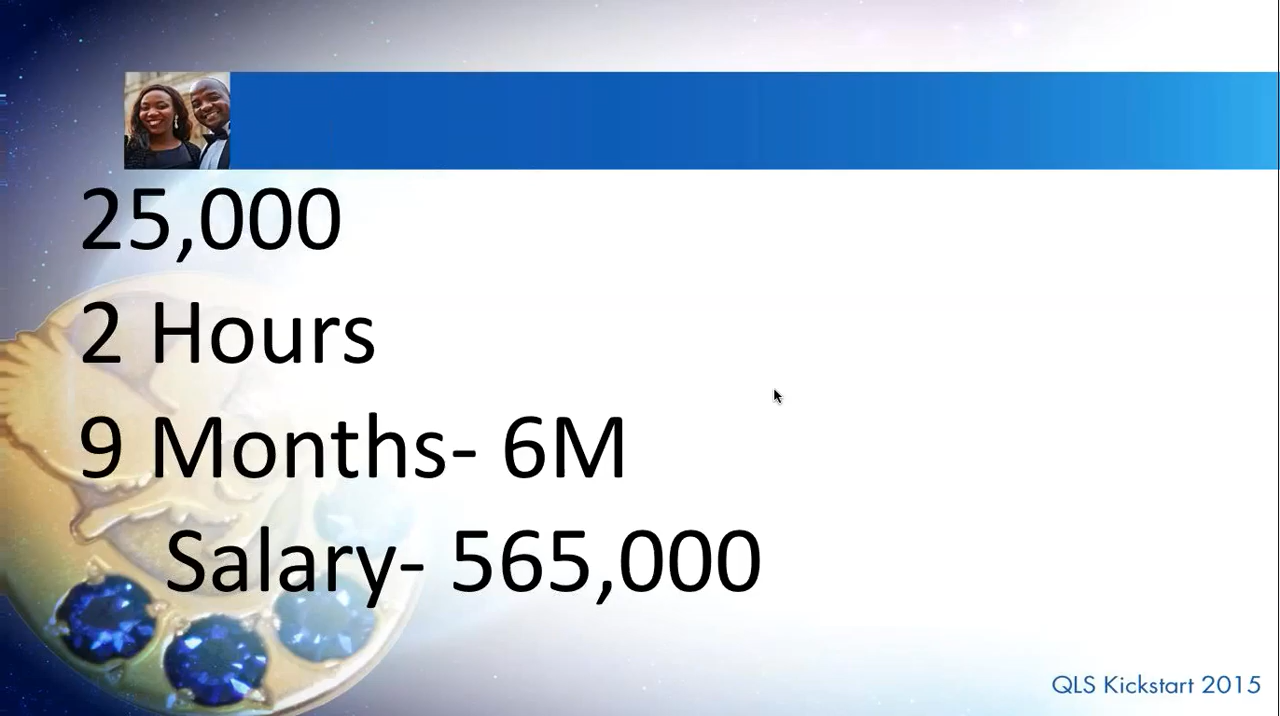 25,000
2 Hours
9 Months- 6M
Salary- 565,000
QLS Kickstart 2015